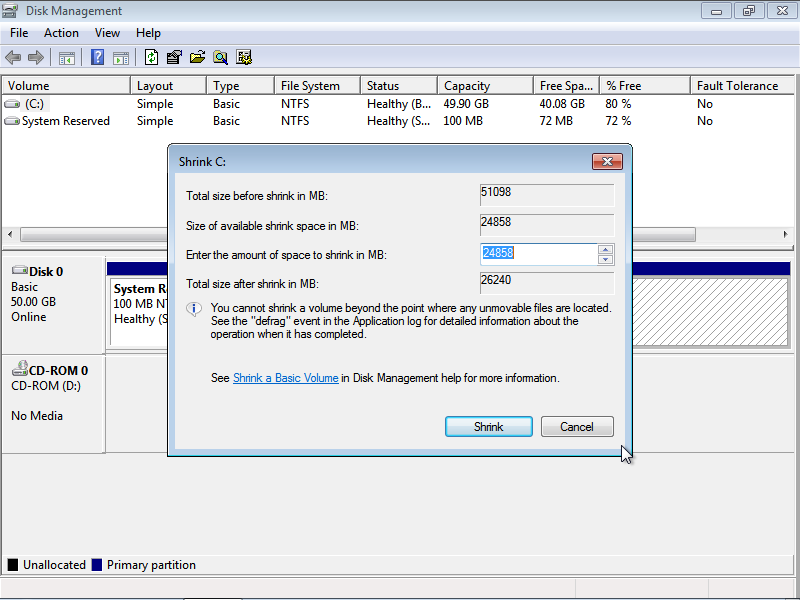 Disk Management
File Action View Help
Volume Layout Type File System Status Capacity Free Spa... % Free Fault Tolerance
(C:) Simple Basic NTFS Healthy (B... 49.90 GB 40.08 GB 80 % No
System Reserved Simple Basic NTFS Healthy (S... 100 MB 72 MB 72 % No
Shrink C:
Total size before shrink in MB: 51098
Size of available shrink space in MB: 24858
Enter the amount of space to shrink in MB: 24858
Total size after shrink in MB: 26240
You cannot shrink a volume beyond the point where any unmovable files are located.
See the "defrag" event in the Application log for detailed information about the
operation when it has completed.
See Shrink a Basic Volume in Disk Management help for more information.
Shrink Cancel
Disk 0
Basic
50.00 GB
Online
System R
100 MB NT
Healthy (S
CD-ROM 0
CD-ROM (D:)
No Media
Unallocated Primary partition